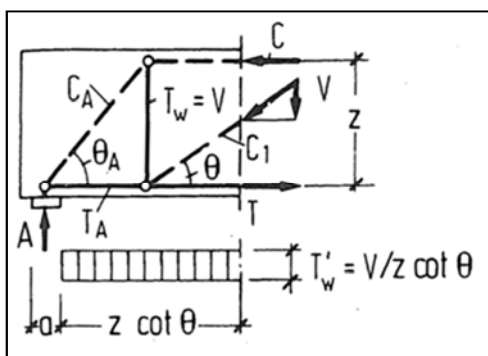 C
C_A
T_w = V
V
z
θ_A
θ
C_1
T_A
T
A
T'_w = V/z cot θ
a
z cot θ